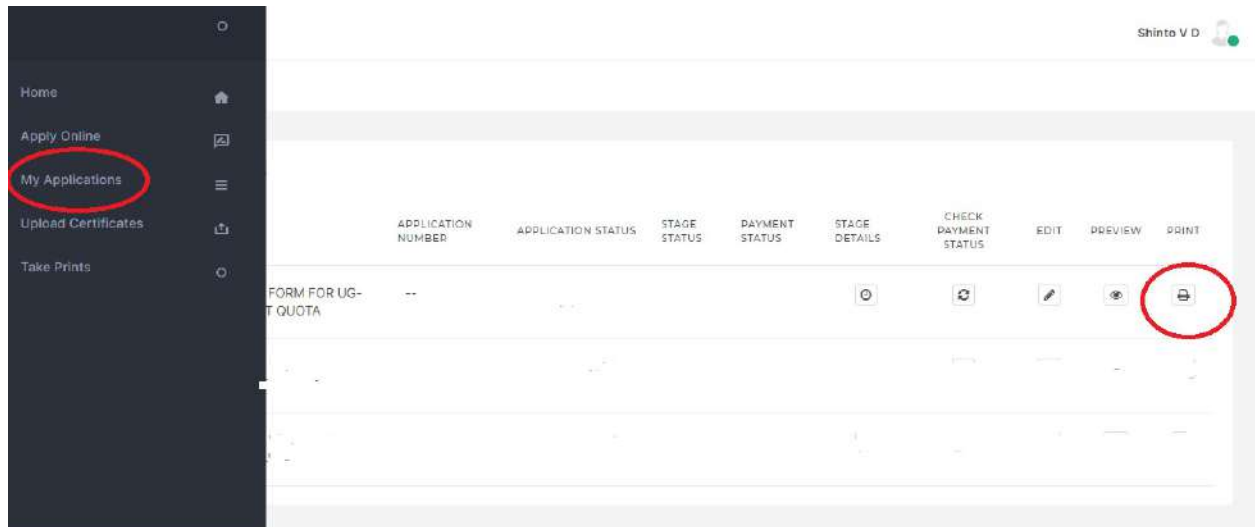 Shinto V D
Home
Apply Online
My Applications
Upload Certificates
Take Prints
APPLICATION
NUMBER
APPLICATION STATUS
STAGE
STATUS
PAYMENT
STATUS
STAGE
DETAILS
CHECK
PAYMENT
STATUS
EDIT
PREVIEW
PRINT
FORM FOR UG-
T QUOTA
--